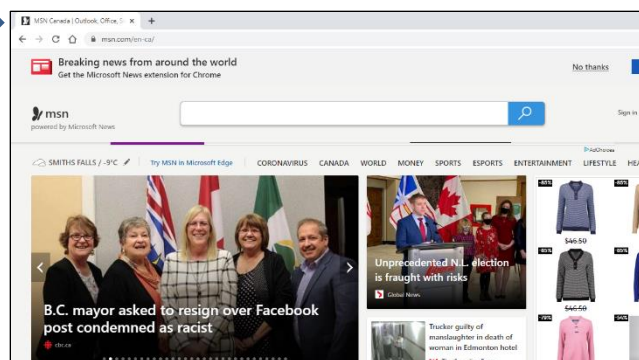 MSN Canada | Outlook, Office, S
msn.com/en-ca/
Breaking news from around the world
Get the Microsoft News extension for Chrome
No thanks
msn
powered by Microsoft News
Sign in
AdChoices
SMITHS FALLS / -9°C
Try MSN in Microsoft Edge
CORONAVIRUS CANADA WORLD MONEY SPORTS ESPORTS ENTERTAINMENT LIFESTYLE HEA
B.C. mayor asked to resign over Facebook
post condemned as racist
cbc.ca
Unprecedented N.L. election
is fraught with risks
Global News
Trucker guilty of
manslaughter in death of
woman in Edmonton hotel
-65%
-65%
$46.50
-65%
-65%
$46.50
-70%
-54%